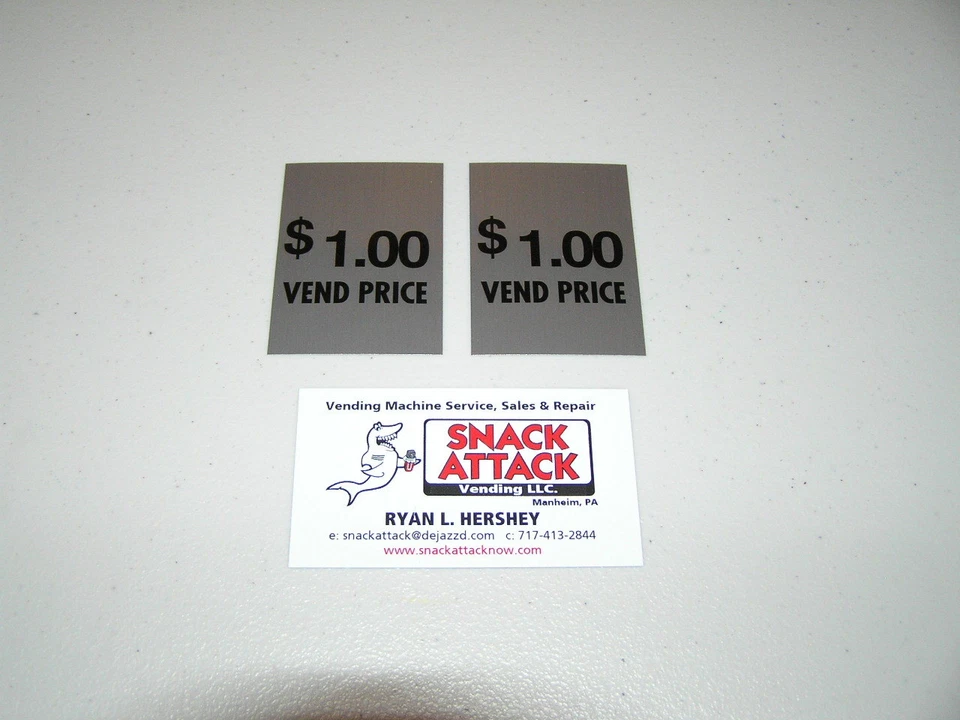 $ 1.00
VEND PRICE
$ 1.00
VEND PRICE
Vending Machine Service, Sales & Repair
SNACK
ATTACK
Vending LLC.
Manheim, PA
RYAN L. HERSHEY
e: snackattack@dejazzd.com c: 717-413-2844
www.snackattacknow.com